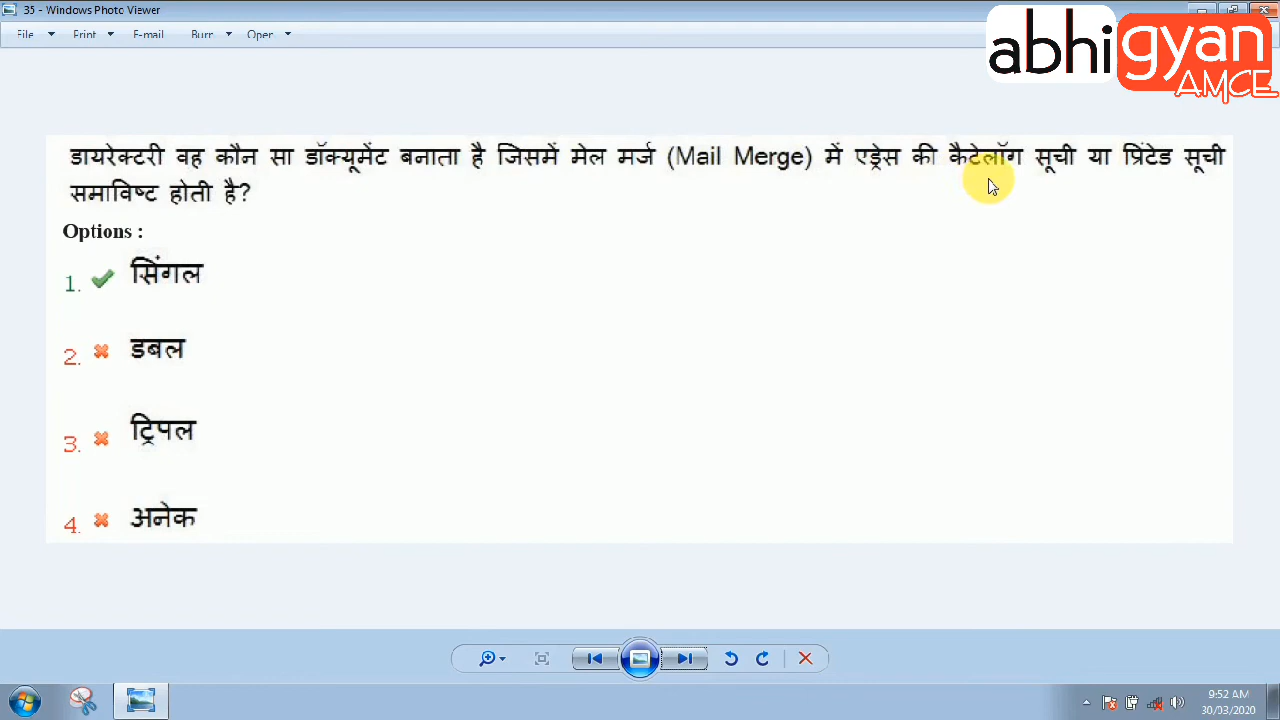 35 - Windows Photo Viewer
File Print E-mail Burn Open
abhigyan
AMCE
डायरेक्टरी वह कौन सा डॉक्यूमेंट बनाता है जिसमें मेल मर्ज (Mail Merge) में एड्रेस की कैटेलॉग सूची या प्रिंटेड सूची
समाविष्ट होती है?
Options :
1. सिंगल
2. डबल
3. ट्रिपल
4. अनेक
9:52 AM
30/03/2020